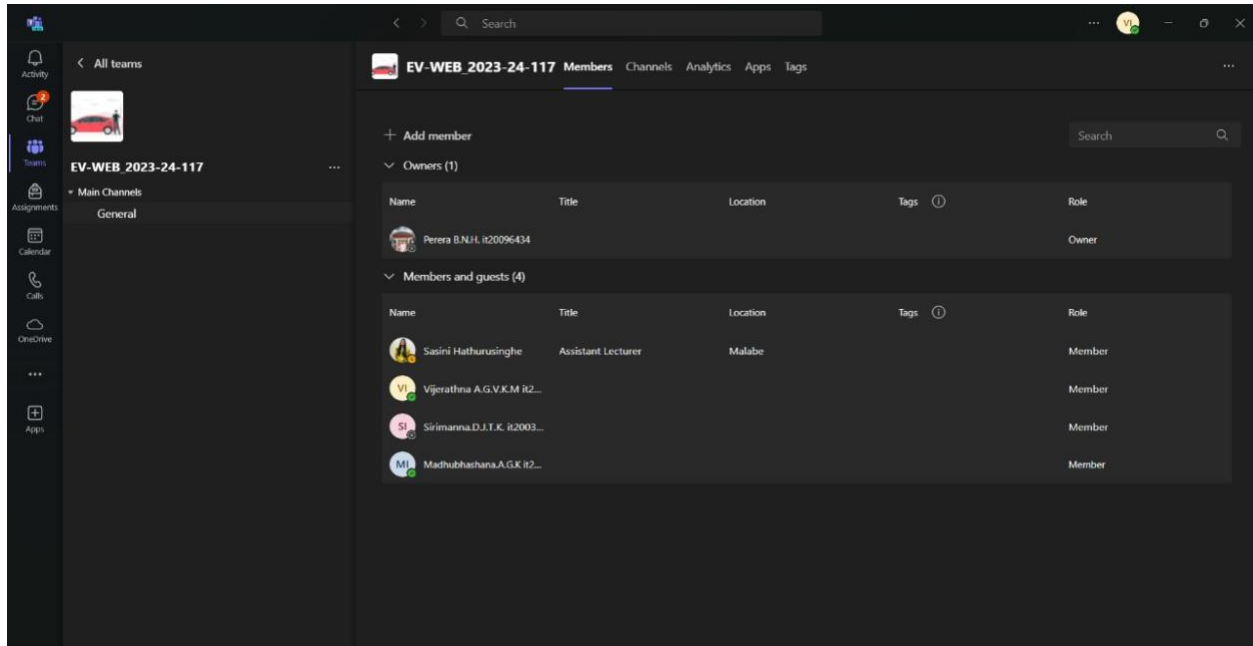 Search
VI
Activity
2
Chat
Teams
Assignments
Calendar
Calls
OneDrive
Apps
All teams
EV-WEB_2023-24-117
Main Channels
General
EV-WEB_2023-24-117 Members Channels Analytics Apps Tags
Add member
Search
Owners (1)
Name Title Location Tags Role
Perera B.N.H. it20096434 Owner
Members and guests (4)
Name Title Location Tags Role
Sasini Hathurusinghe Assistant Lecturer Malabe Member
VI Vijerathna A.G.V.K.M it2... Member
SI Sirimanna.D.J.T.K. it2003... Member
MI Madhubhashana.A.G.K it2... Member